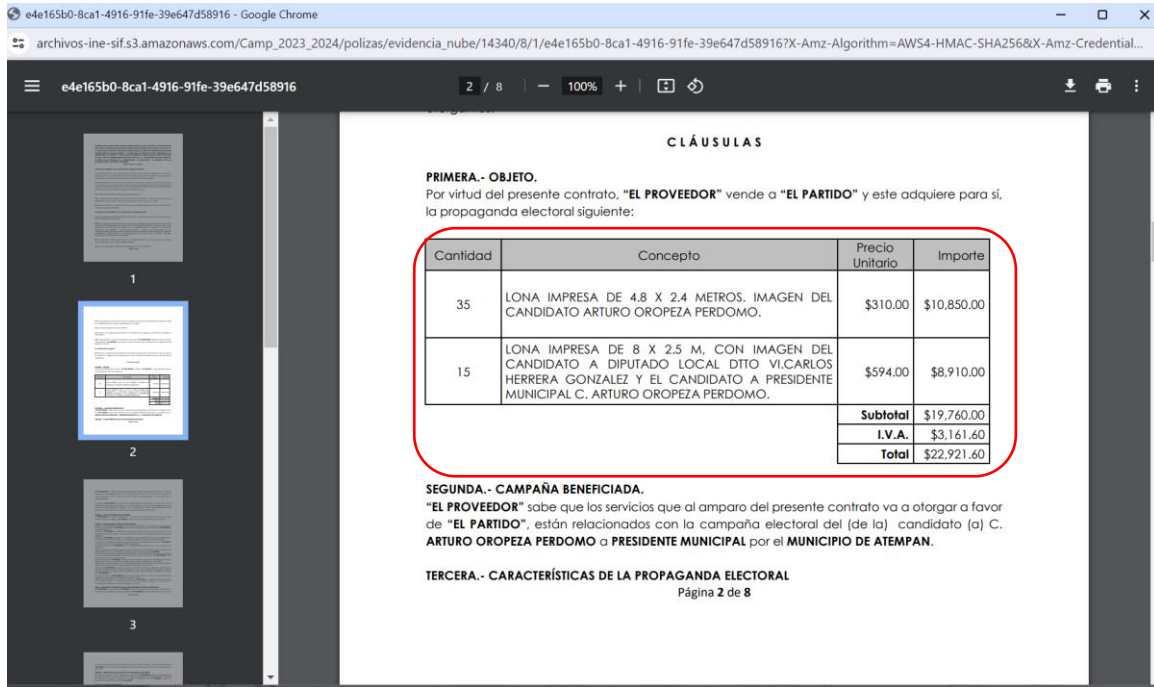 e4e165b0-8ca1-4916-91fe-39e647d58916 - Google Chrome
archivos-ine-sif.s3.amazonaws.com/Camp_2023_2024/polizas/evidencia_nube/14340/8/1/e4e165b0-8ca1-4916-91fe-39e647d58916?X-Amz-Algorithm=AWS4-HMAC-SHA256&X-Amz-Credential...
e4e165b0-8ca1-4916-91fe-39e647d58916
2 / 8
100%
1
2
3
CLÁUSULAS
PRIMERA.- OBJETO.
Por virtud del presente contrato, “EL PROVEEDOR” vende a “EL PARTIDO” y este adquiere para sí,
la propaganda electoral siguiente:
Cantidad Concepto Precio Unitario Importe
35 LONA IMPRESA DE 4.8 X 2.4 METROS. IMAGEN DEL $310.00 $10,850.00
CANDIDATO ARTURO OROPEZA PERDOMO.
LONA IMPRESA DE 8 X 2.5 M, CON IMAGEN DEL
15 CANDIDATO A DIPUTADO LOCAL DTTO VI.CARLOS $594.00 $8,910.00
HERRERA GONZALEZ Y EL CANDIDATO A PRESIDENTE
MUNICIPAL C. ARTURO OROPEZA PERDOMO.
Subtotal $19,760.00
I.V.A. $3,161.60
Total $22,921.60
SEGUNDA.- CAMPAÑA BENEFICIADA.
“EL PROVEEDOR” sabe que los servicios que al amparo del presente contrato va a otorgar a favor
de “EL PARTIDO”, están relacionados con la campaña electoral del (de la) candidato (a) C.
ARTURO OROPEZA PERDOMO a PRESIDENTE MUNICIPAL por el MUNICIPIO DE ATEMPAN.
TERCERA.- CARACTERÍSTICAS DE LA PROPAGANDA ELECTORAL
Página 2 de 8